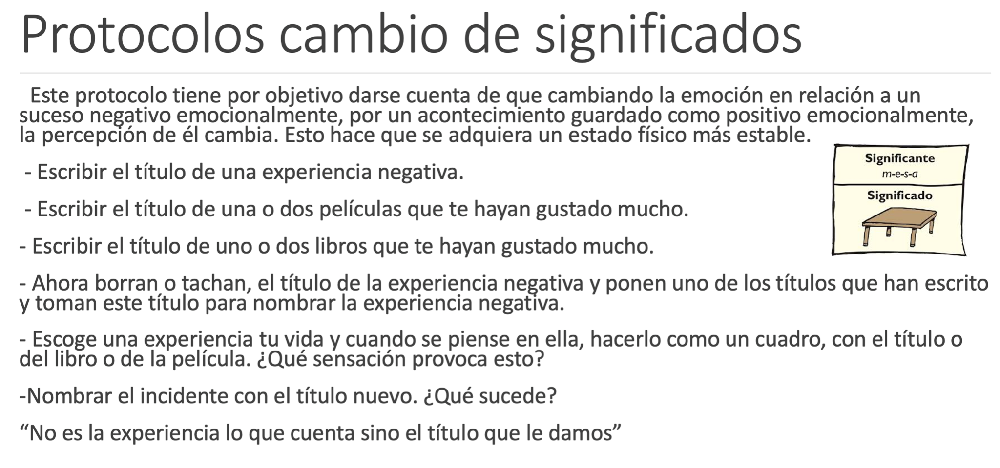 Protocolos cambio de significados
Este protocolo tiene por objetivo darse cuenta de que cambiando la emoción en relación a un
suceso negativo emocionalmente, por un acontecimiento guardado como positivo emocionalmente,
la percepción de él cambia. Esto hace que se adquiera un estado físico más estable.
- Escribir el título de una experiencia negativa.
- Escribir el título de una o dos películas que te hayan gustado mucho.
- Escribir el título de uno o dos libros que te hayan gustado mucho.
- Ahora borran o tachan, el título de la experiencia negativa y ponen uno de los títulos que han escrito
y toman este título para nombrar la experiencia negativa.
- Escoge una experiencia tu vida y cuando se piense en ella, hacerlo como un cuadro, con el título o
del libro o de la película. ¿Qué sensación provoca esto?
-Nombrar el incidente con el título nuevo. ¿Qué sucede?
“No es la experiencia lo que cuenta sino el título que le damos”
Significante
m-e-s-a
Significado